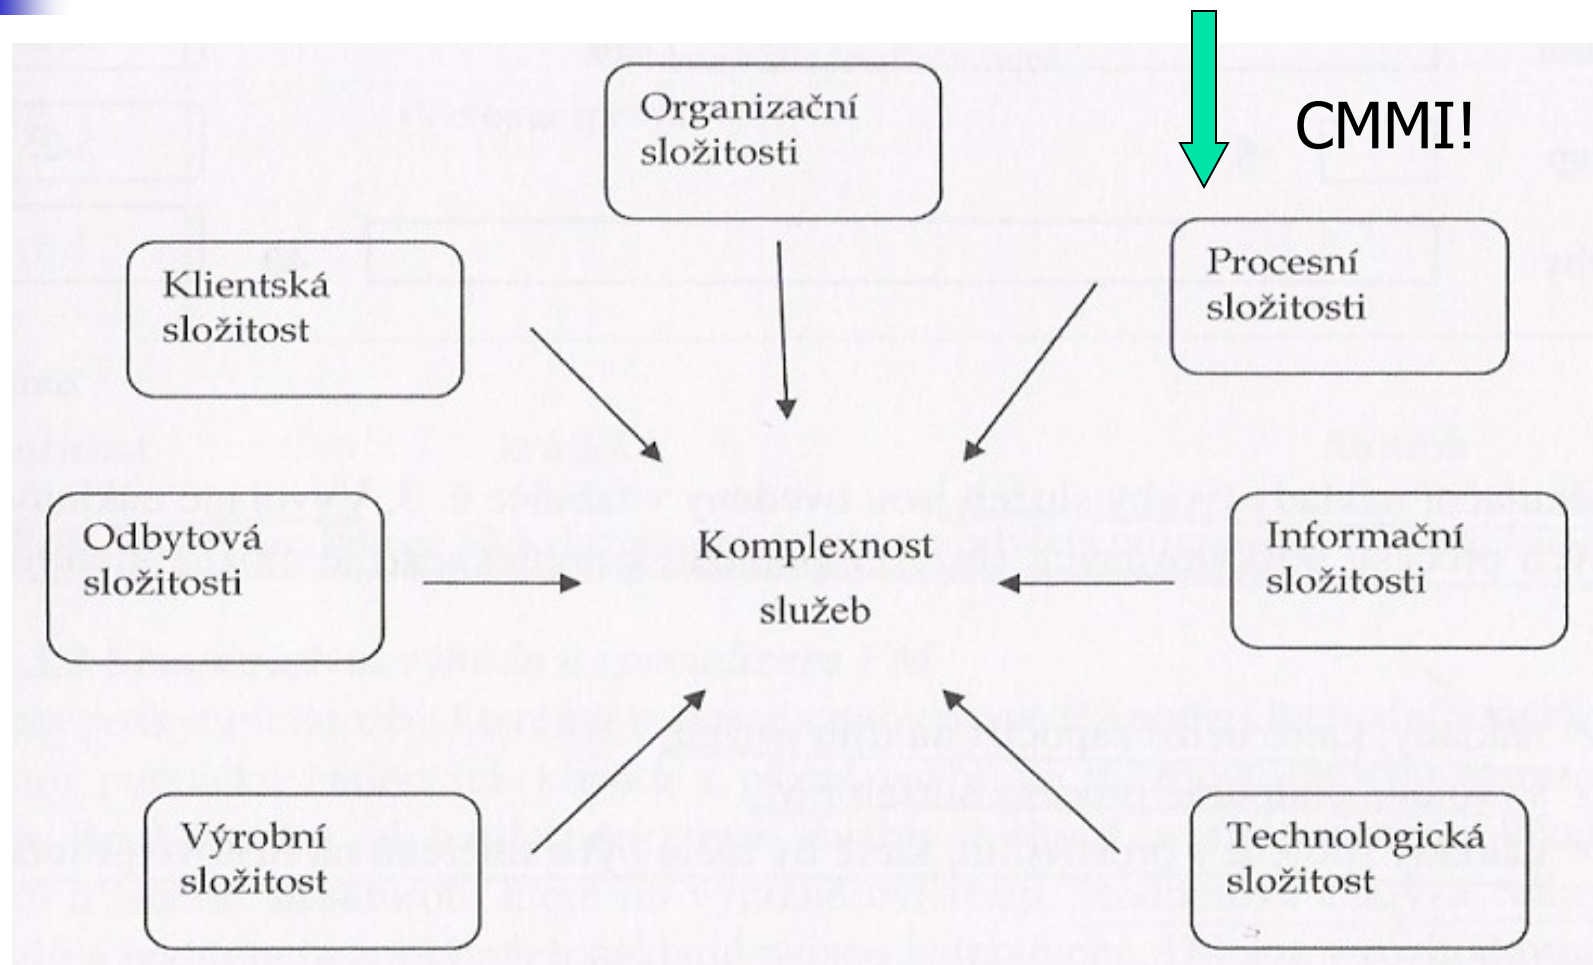 CMMI!
Organizační
složitosti
Procesní
složitosti
Klientská
složitost
Odbytová
složitosti
Komplexnost
služeb
Informační
složitosti
Výrobní
složitost
Technologická
složitost